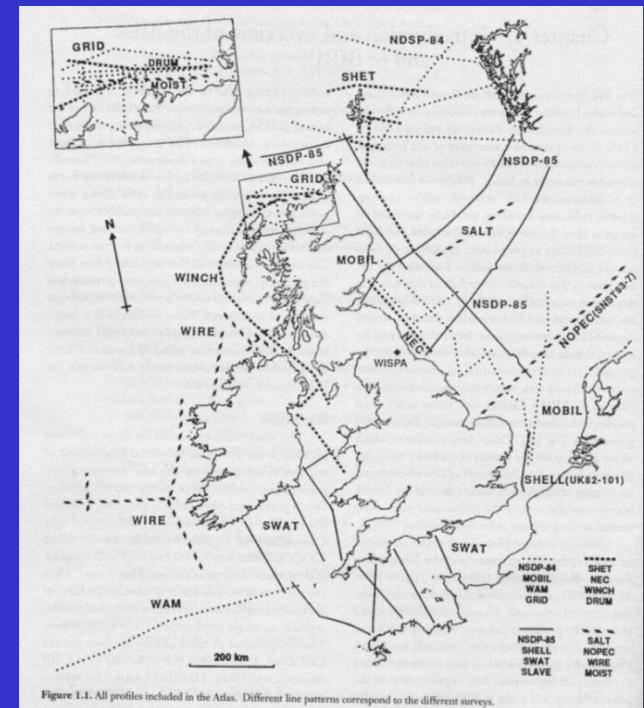 GRID
DRUM
MOIST
NDSP-84
SHET
NSDP-85
GRID
NSDP-85
N
SALT
MOBIL
WINCH
NSDP-85
NOPEC(SNST83-7)
WIRE
NEC
WISPA
MOBIL
SHELL(UK82-101)
WIRE
SWAT
SWAT
WAM
NSDP-84
MOBIL
WAM
GRID
SHET
NEC
WINCH
DRUM
NSDP-85
SHELL
SWAT
SLAVE
SALT
NOPEC
WIRE
MOIST
200 km
Figure 1.1. All profiles included in the Atlas. Different line patterns correspond to the different surveys.